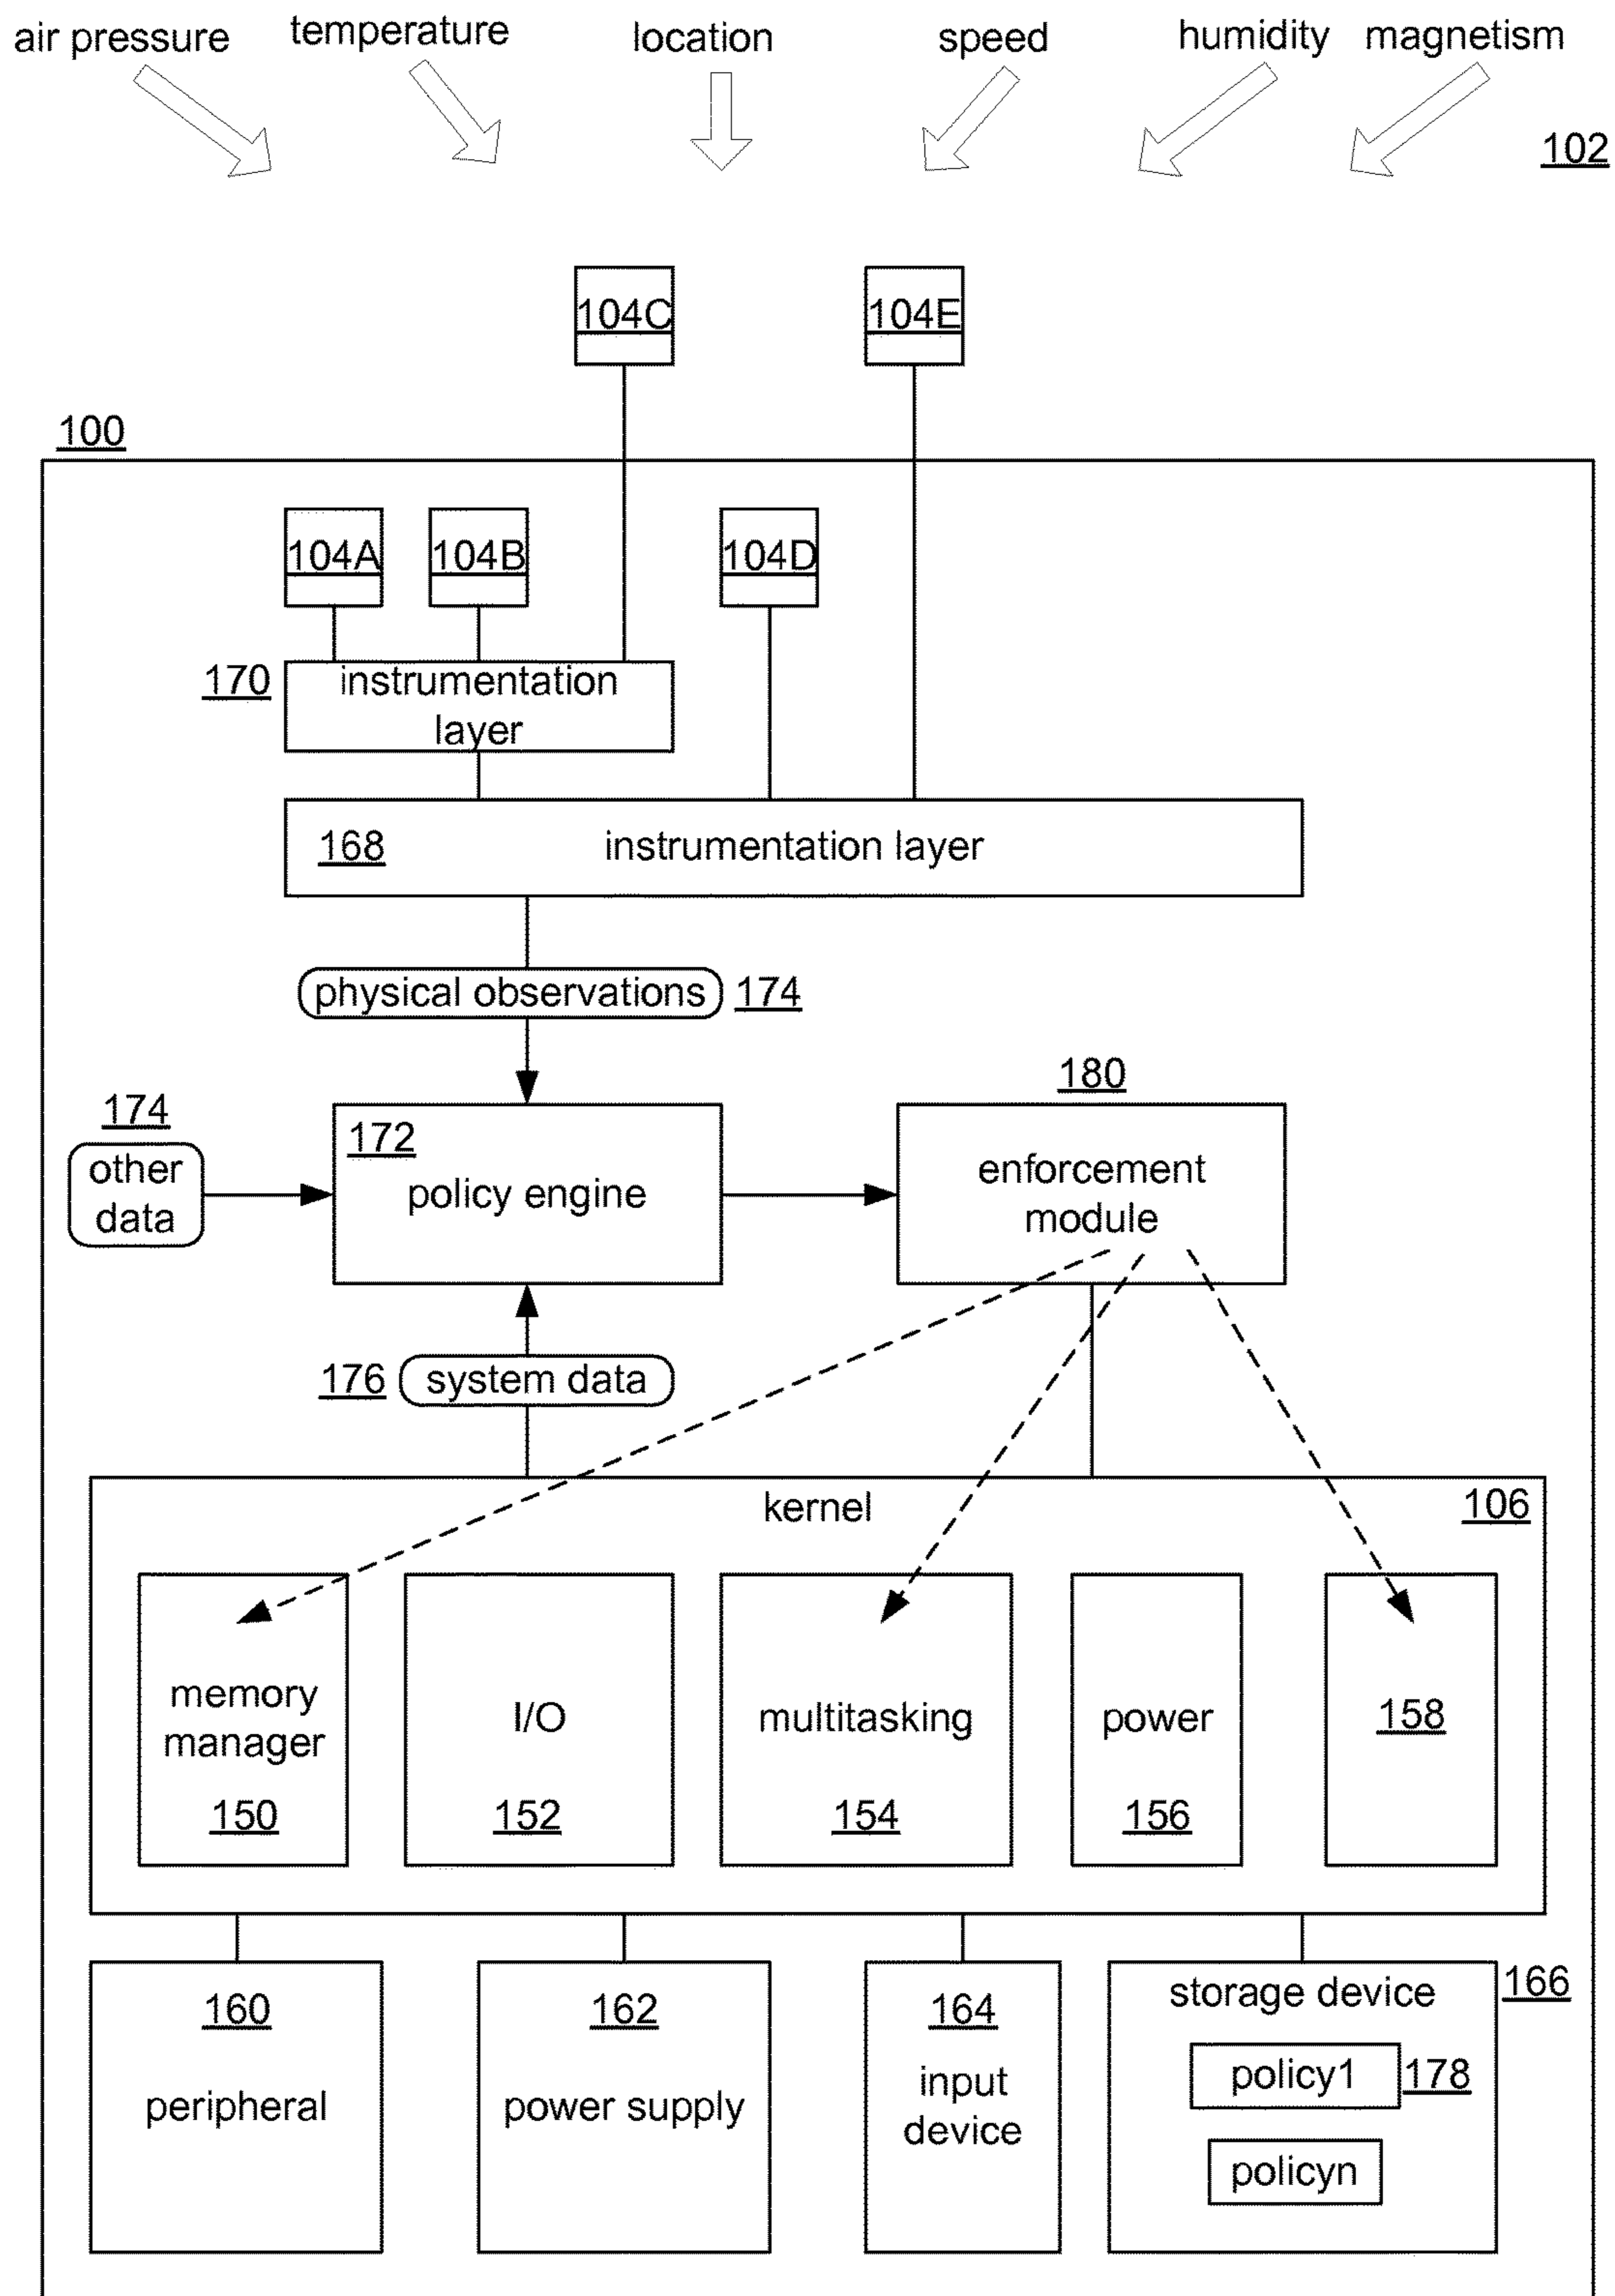 air pressure
temperature
location
speed
humidity
magnetism
102
104C
104E
100
104A
104B
104D
170
instrumentation
layer
168
instrumentation layer
physical observations
174
180
174
other
data
172
policy engine
enforcement
module
176
system data
kernel
106
memory
manager
150
I/O
152
multitasking
154
power
156
158
160
peripheral
162
power supply
164
input
device
storage device
166
policy1
178
policyn